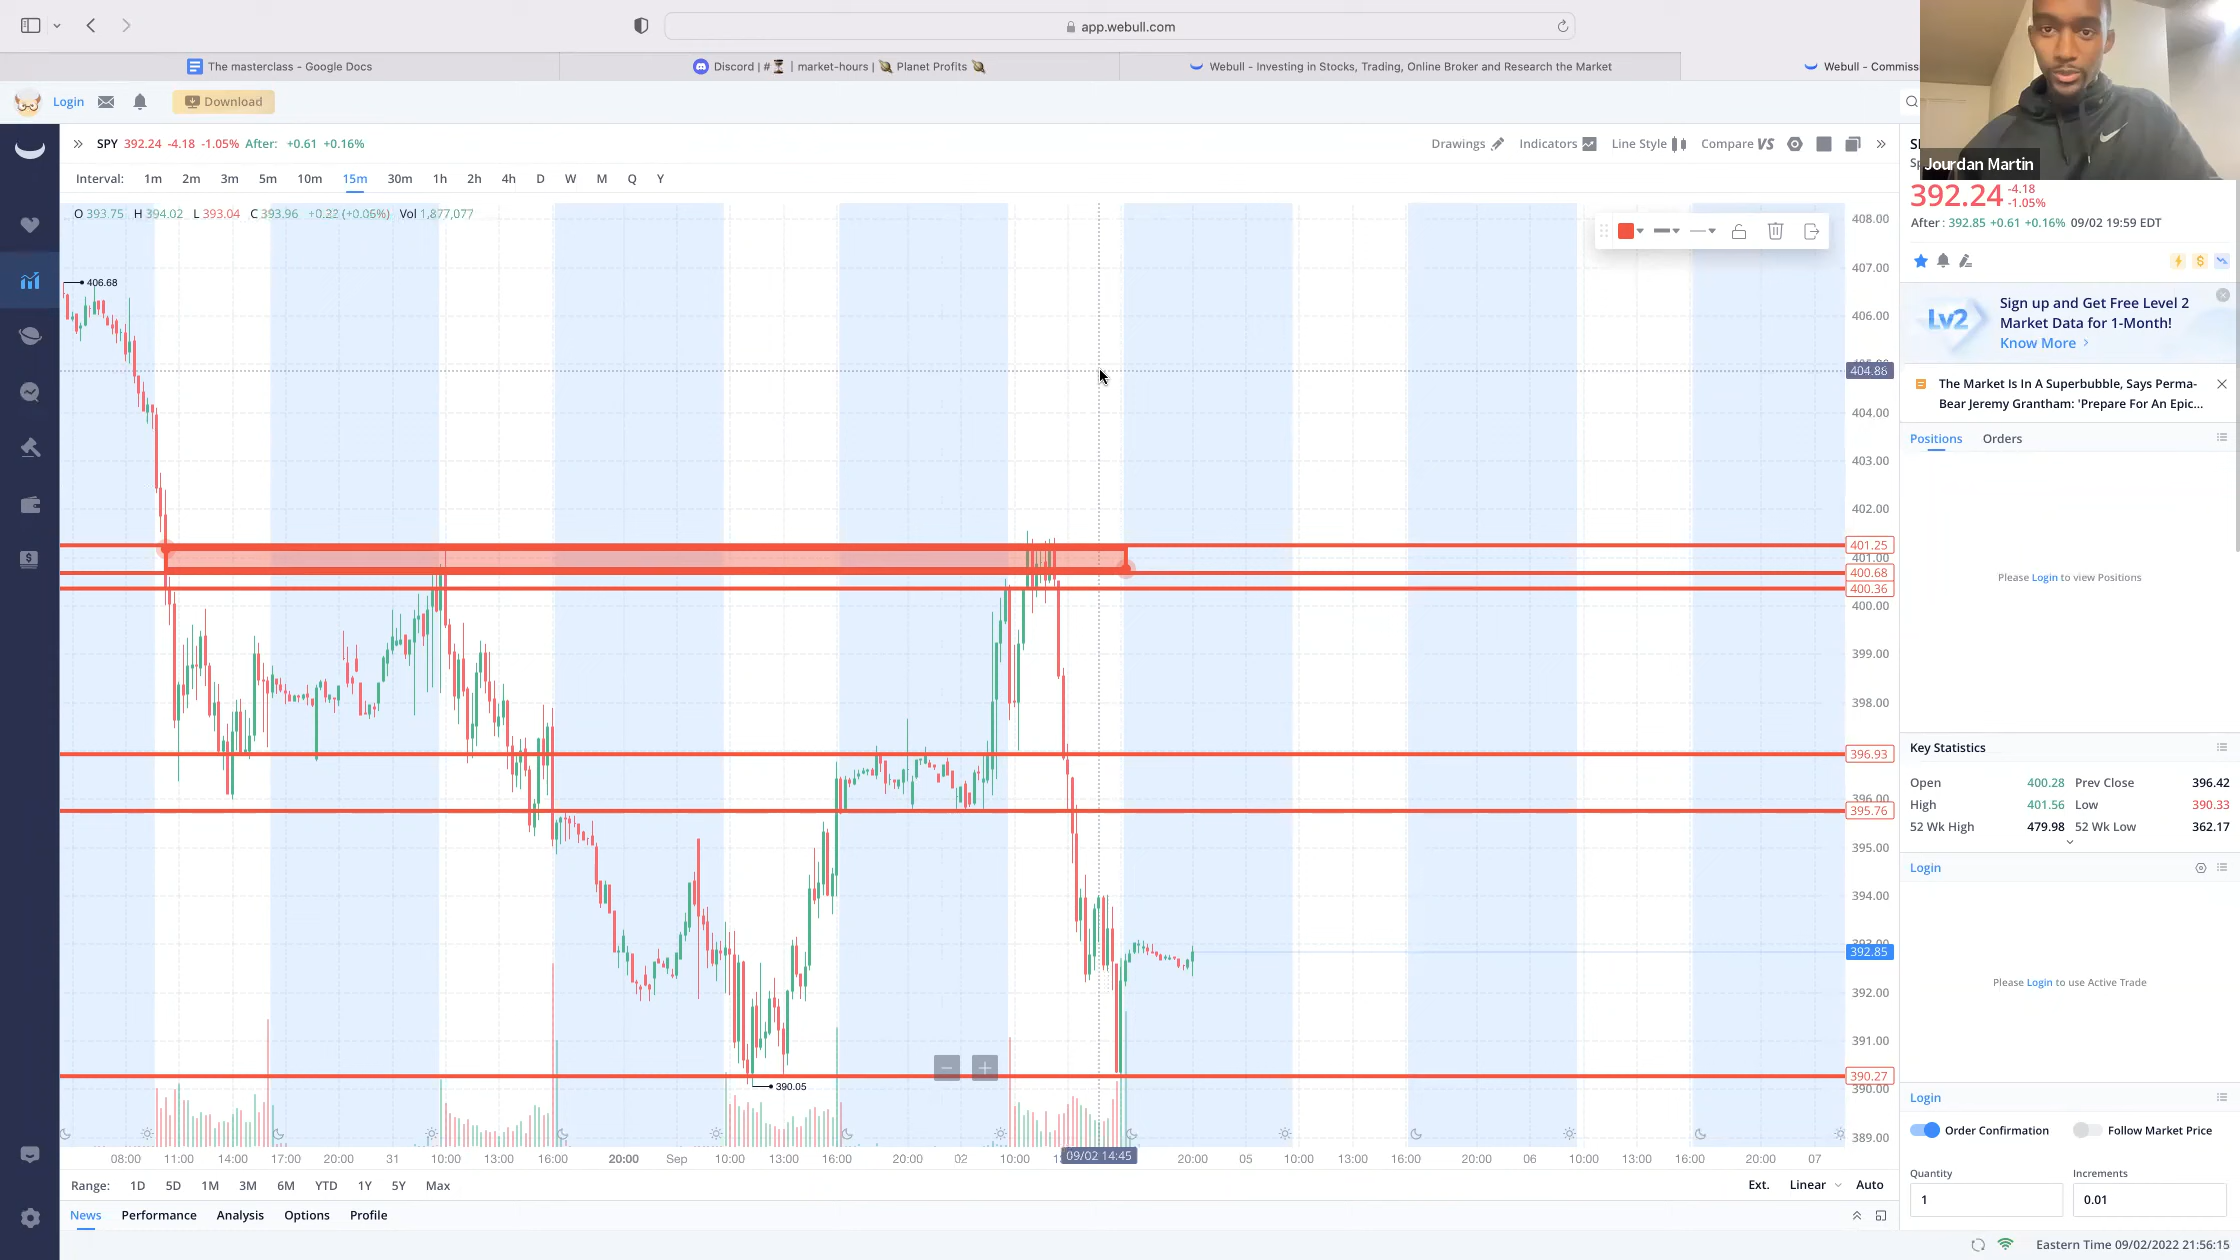 app.webull.com
The masterclass - Google Docs
Discord | # | market-hours | Planet Profits
Webull - Investing in Stocks, Trading, Online Broker and Research the Market
Webull - Commiss
Login
Download
SPY 392.24 -4.18 -1.05% After: +0.61 +0.16%
Drawings
Indicators
Line Style
Compare VS
Interval: 1m 2m 3m 5m 10m 15m 30m 1h 2h 4h D W M Q Y
O 393.75 H 394.02 L 393.04 C 393.96 +0.22 (+0.06%) Vol 1,877,077
406.68
390.05
408.00
407.00
406.00
404.86
404.00
403.00
402.00
401.25
401.00
400.68
400.36
400.00
399.00
398.00
396.93
396.00
395.76
395.00
394.00
392.85
392.00
391.00
390.27
390.00
389.00
08:00 11:00 14:00 17:00 20:00 31 10:00 13:00 16:00 20:00 Sep 10:00 13:00 16:00 20:00 02 10:00 09/02 14:45 20:00 05 10:00 13:00 16:00 20:00 06 10:00 13:00 16:00 20:00 07
Range: 1D 5D 1M 3M 6M YTD 1Y 5Y Max
Ext. Linear Auto
News Performance Analysis Options Profile
Jourdan Martin
392.24 -4.18
-1.05%
After : 392.85 +0.61 +0.16% 09/02 19:59 EDT
Lv2
Sign up and Get Free Level 2
Market Data for 1-Month!
Know More
The Market Is In A Superbubble, Says Perma-
Bear Jeremy Grantham: 'Prepare For An Epic...
Positions Orders
Please Login to view Positions
Key Statistics
Open 400.28 Prev Close 396.42
High 401.56 Low 390.33
52 Wk High 479.98 52 Wk Low 362.17
Login
Please Login to use Active Trade
Login
Order Confirmation Follow Market Price
Quantity Increments
1 0.01
Eastern Time 09/02/2022 21:56:15